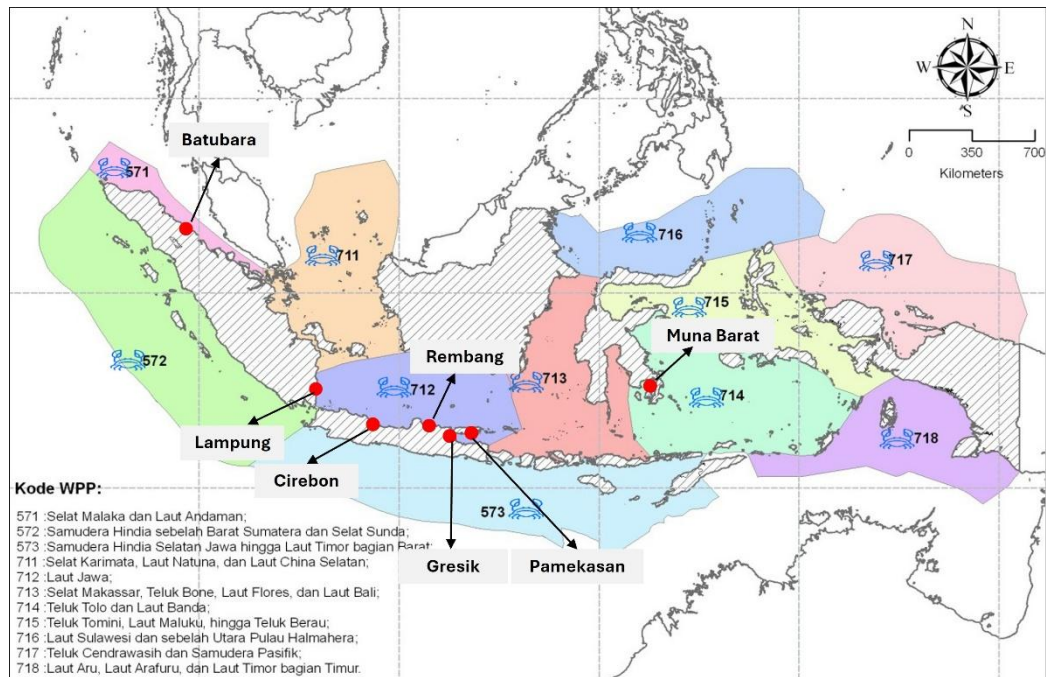 N
W
E
S
0 350 700
Kilometers
Batubara
571
711
716
717
715
572
Rembang
Muna Barat
712
713
714
718
Lampung
Cirebon
573
Gresik
Pamekasan
Kode WPP:
571 :Selat Malaka dan Laut Andaman;
572 :Samudera Hindia sebelah Barat Sumatera dan Selat Sunda;
573 :Samudera Hindia Selatan Jawa hingga Laut Timor bagian Barat;
711 :Selat Karimata, Laut Natuna, dan Laut China Selatan;
712 :Laut Jawa;
713 :Selat Makassar, Teluk Bone, Laut Flores, dan Laut Bali;
714 :Teluk Tolo dan Laut Banda;
715 :Teluk Tomini, Laut Maluku, hingga Teluk Berau;
716 :Laut Sulawesi dan sebelah Utara Pulau Halmahera;
717 :Teluk Cendrawasih dan Samudera Pasifik;
718 :Laut Aru, Laut Arafuru, dan Laut Timor bagian Timur.